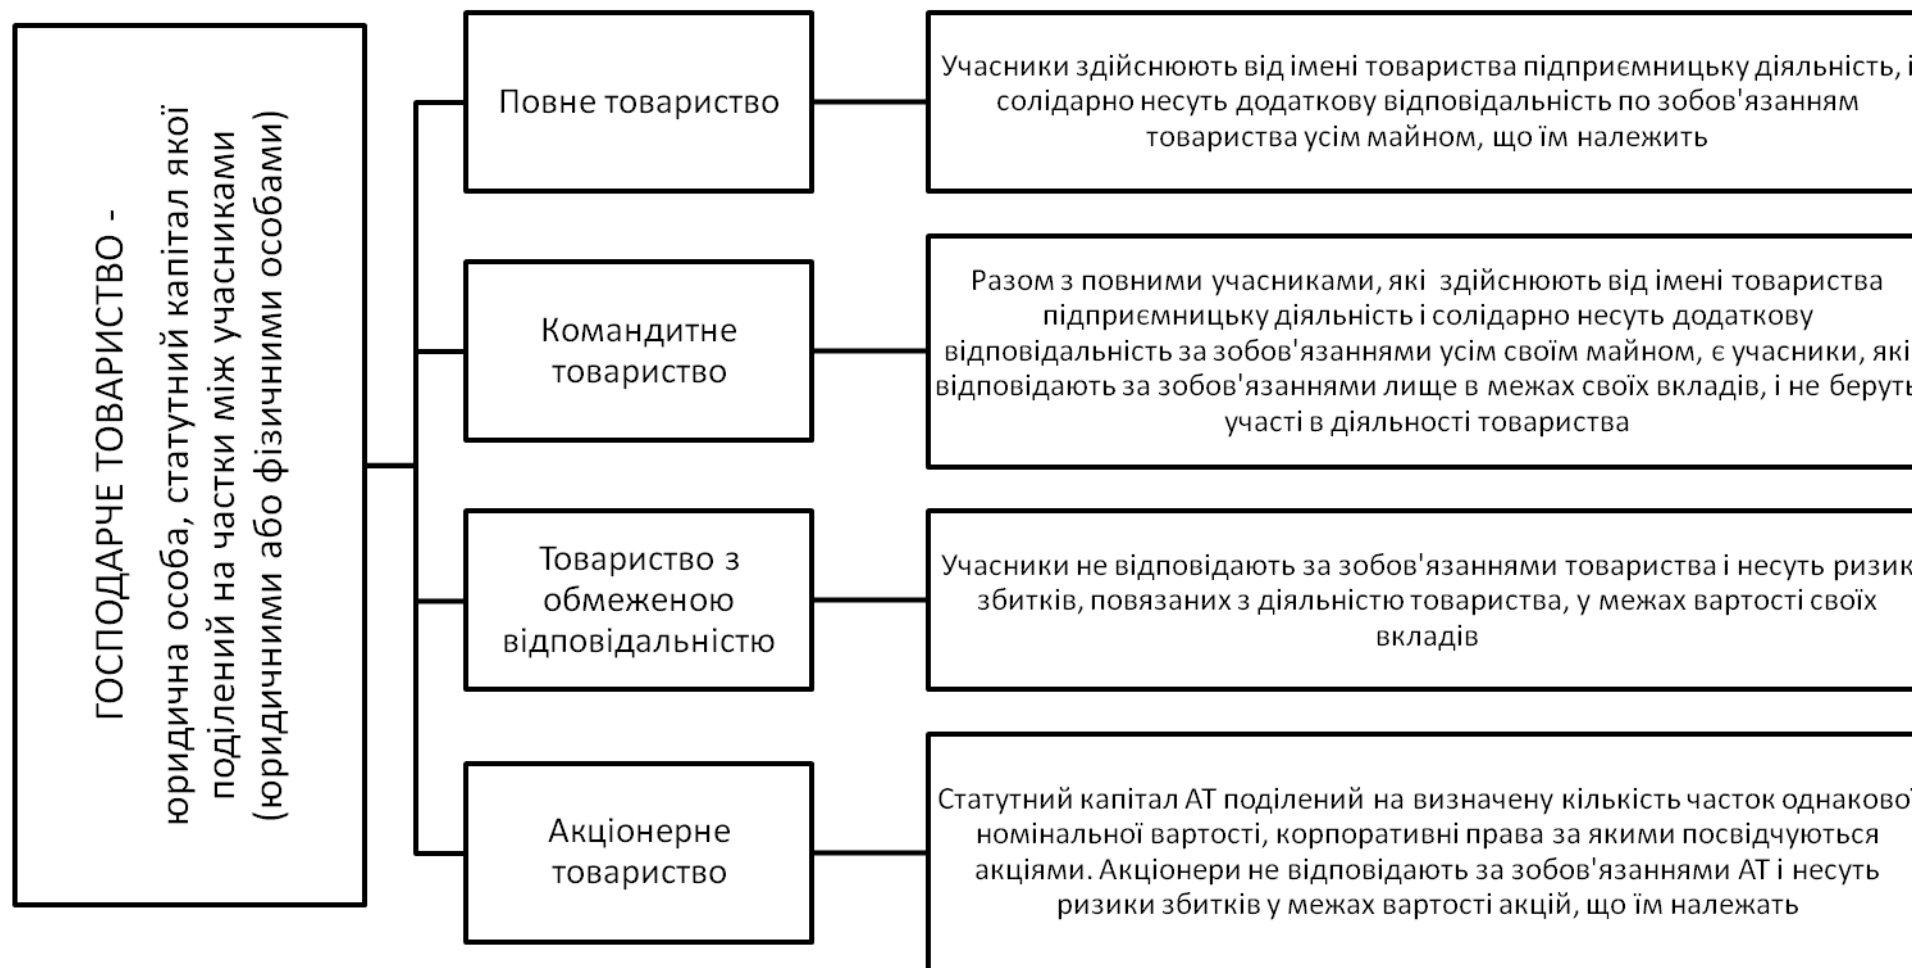 ГОСПОДАРЧЕ ТОВАРИСТВО -
юридична особа, статутний капітал якої
поділений на частки між учасниками
(юридичними або фізичними особами)
Повне товариство
Учасники здійснюють від імені товариства підприємницьку діяльність, і
солідарно несуть додаткову відповідальність по зобов'язанням
товариства усім майном, що їм належить
Командитне
товариство
Разом з повними учасниками, які здійснюють від імені товариства
підприємницьку діяльність і солідарно несуть додаткову
відповідальність за зобов'язаннями усім своїм майном, є учасники, які
відповідають за зобов'язаннями лище в межах своїх вкладів, і не беруть
участі в діяльності товариства
Товариство з
обмеженою
відповідальністю
Учасники не відповідають за зобов'язаннями товариства і несуть ризик
збитків, повязаних з діяльністю товариства, у межах вартості своїх
вкладів
Акціонерне
товариство
Статутний капітал АТ поділений на визначену кількість часток однакової
номінальної вартості, корпоративні права за якими посвідчуються
акціями. Акціонери не відповідають за зобов'язаннями АТ і несуть
ризики збитків у межах вартості акцій, що їм належать